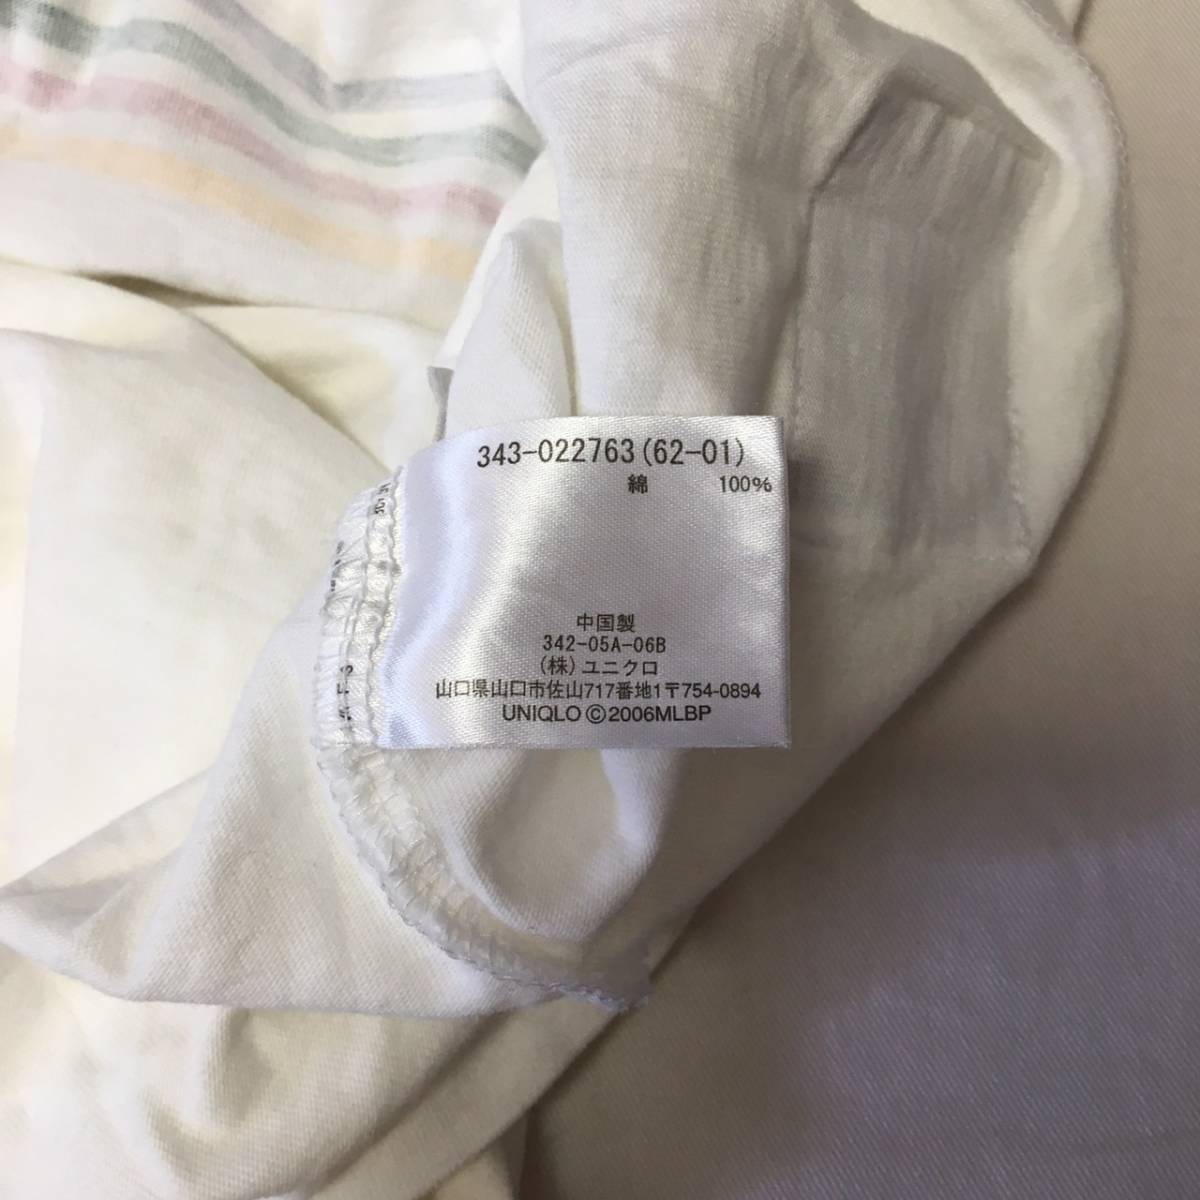 343-022763(62-01)
綿 100%
中国製
342-05A-06B
(株)ユニクロ
山口県山口市佐山717番地1〒754-0894
UNIQLO ©2006MLBP